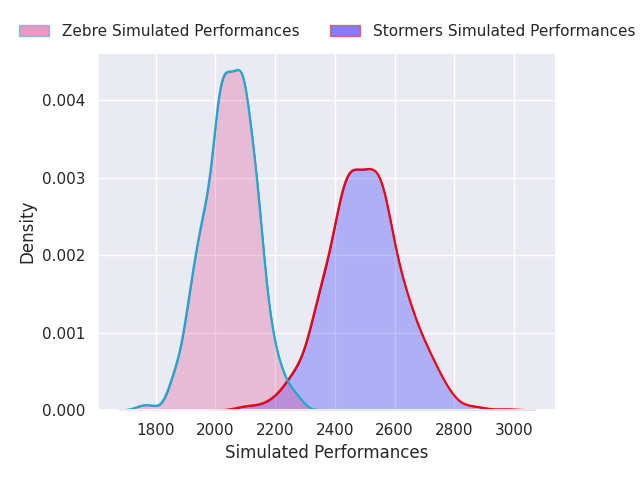 Zebre Simulated Performances Stormers Simulated Performances
0.004
0.003
0.002
0.001
0.000
Density
1800 2000 2200 2400 2600 2800 3000
Simulated Performances